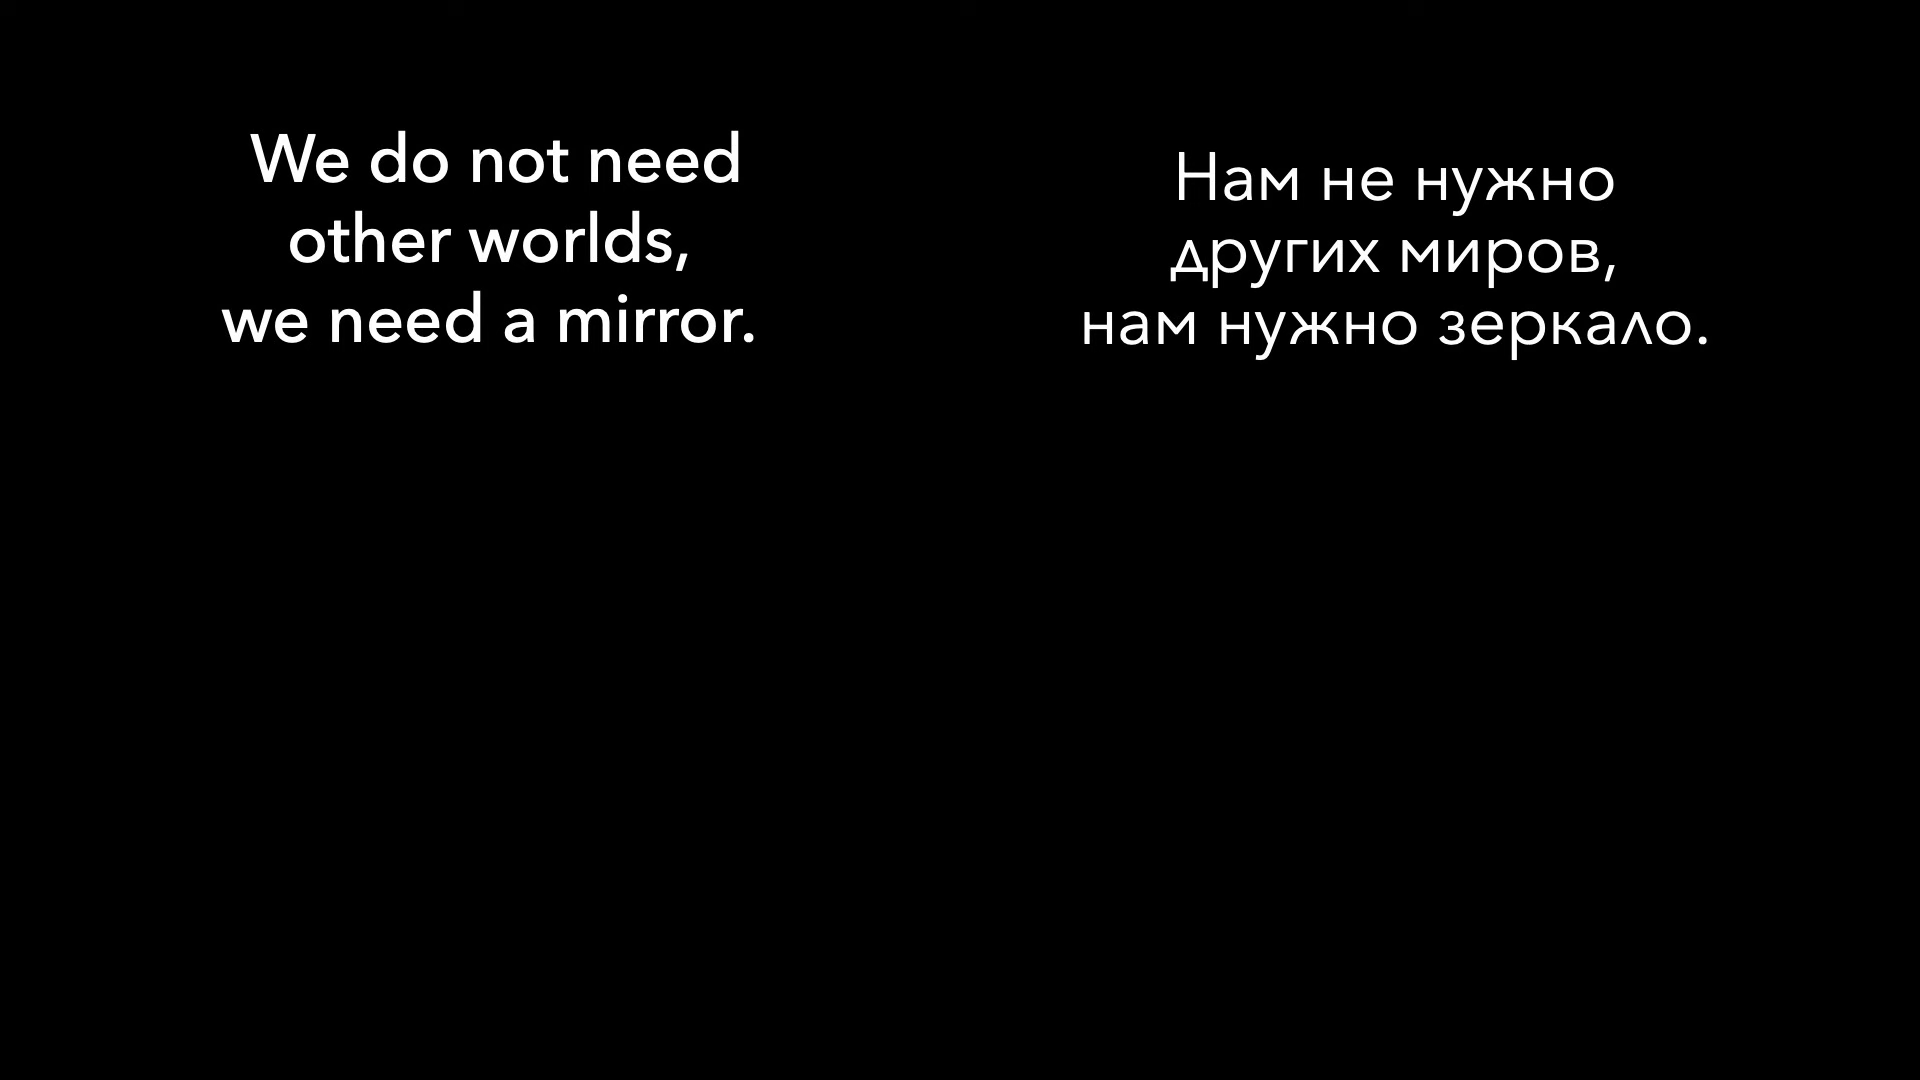 We do not need
other worlds,
we need a mirror.
Нам не нужно
других миров,
нам нужно зеркало.